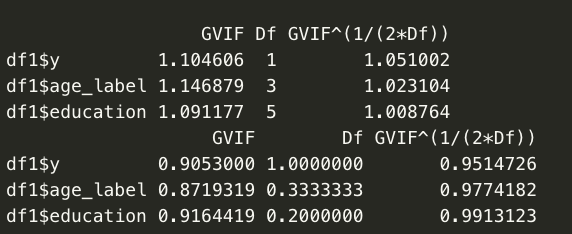 GVIF Df GVIF^(1/(2*Df))
df1$y 1.104606 1 1.051002
df1$age_label 1.146879 3 1.023104
df1$education 1.091177 5 1.008764
GVIF Df GVIF^(1/(2*Df))
df1$y 0.9053000 1.0000000 0.9514726
df1$age_label 0.8719319 0.3333333 0.9774182
df1$education 0.9164419 0.2000000 0.9913123